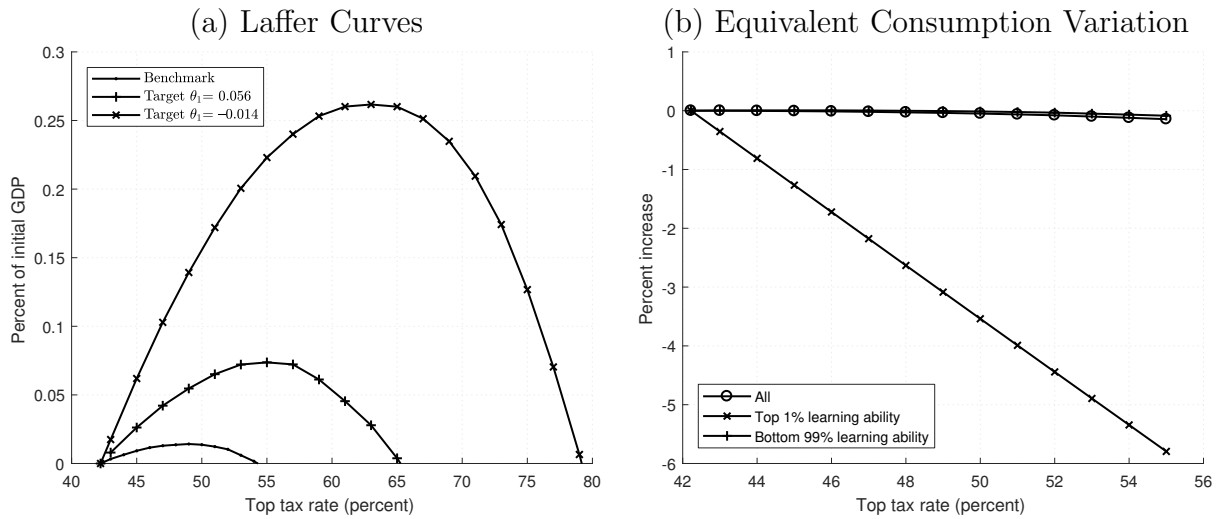 (a) Laffer Curves
0.3
0.25
0.2
0.15
0.1
0.05
0
Percent of initial GDP
Benchmark
Target θ₁= 0.056
Target θ₁= –0.014
40 45 50 55 60 65 70 75 80
Top tax rate (percent)
(b) Equivalent Consumption Variation
1
0
-1
-2
-3
-4
-5
-6
Percent increase
All
Top 1% learning ability
Bottom 99% learning ability
42 44 46 48 50 52 54 56
Top tax rate (percent)